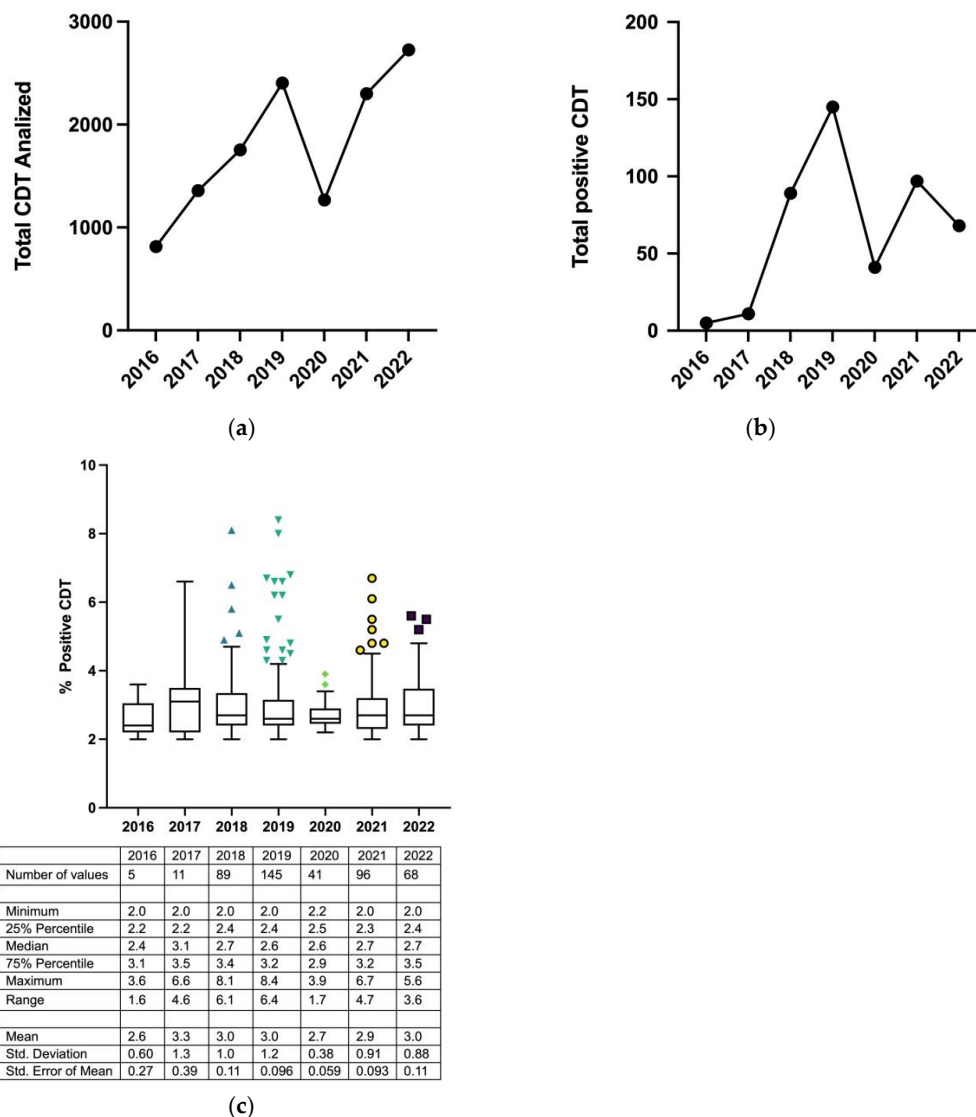 3000
2000
1000
0
Total CDT Analized
2016 2017 2018 2019 2020 2021 2022
(a)
200
150
100
50
0
Total positive CDT
2016 2017 2018 2019 2020 2021 2022
(b)
10
8
6
4
2
0
% Positive CDT
2016 2017 2018 2019 2020 2021 2022
2016 2017 2018 2019 2020 2021 2022
Number of values 5 11 89 145 41 96 68
Minimum 2.0 2.0 2.0 2.0 2.2 2.0 2.0
25% Percentile 2.2 2.2 2.4 2.4 2.5 2.3 2.4
Median 2.4 3.1 2.7 2.6 2.6 2.7 2.7
75% Percentile 3.1 3.5 3.4 3.2 2.9 3.2 3.5
Maximum 3.6 6.6 8.1 8.4 3.9 6.7 5.6
Range 1.6 4.6 6.1 6.4 1.7 4.7 3.6
Mean 2.6 3.3 3.0 3.0 2.7 2.9 3.0
Std. Deviation 0.60 1.3 1.0 1.2 0.38 0.91 0.88
Std. Error of Mean 0.27 0.39 0.11 0.096 0.059 0.093 0.11
(c)